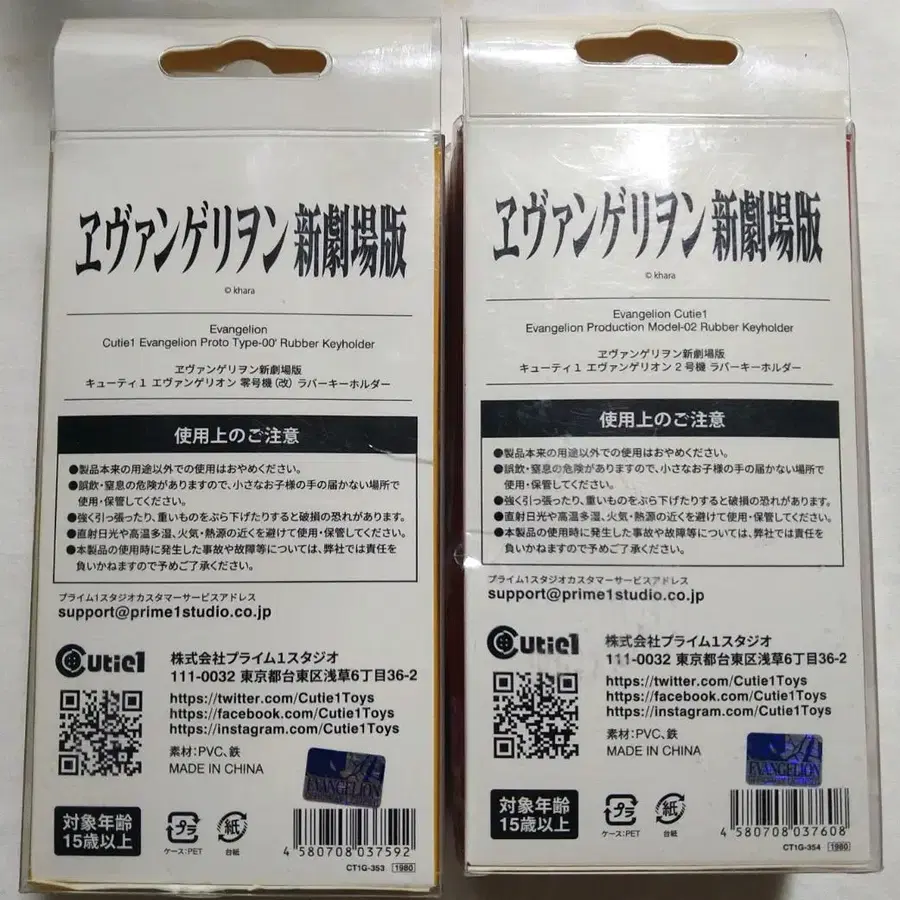 ヱヴァンゲリヲン新劇場版
© khara
Evangelion
Cutie1 Evangelion Proto Type-00' Rubber Keyholder
ヱヴァンゲリヲン新劇場版
キューティ1 エヴァンゲリオン 零号機(改) ラバーキーホルダー
使用上のご注意
●製品本来の用途以外での使用はおやめください。
●誤飲・窒息の危険がありますので、小さなお子様の手の届かない場所で
使用・保管してください。
●強く引っ張ったり、重いものをぶら下げたりすると破損の恐れがあります。
●直射日光や高温多湿、火気・熱源の近くを避けて使用・保管してください。
●本製品の使用時に発生した事故や故障等については、弊社では責任を
負いかねますので予めご了承ください。
プライム1スタジオカスタマーサービスアドレス
support@prime1studio.co.jp
Cutie1
株式会社プライム1スタジオ
111-0032 東京都台東区浅草6丁目36-2
https://twitter.com/Cutie1Toys
https://facebook.com/Cutie1Toys
https://instagram.com/Cutie1Toys
素材:PVC、鉄
MADE IN CHINA
EVANGELION
対象年齢
15歳以上
プラ
ケース:PET
紙
台紙
4 580708 037592
CT1G-353 1980
ヱヴァンゲリヲン新劇場版
© khara
Evangelion Cutie1
Evangelion Production Model-02 Rubber Keyholder
ヱヴァンゲリヲン新劇場版
キューティ1 エヴァンゲリオン2号機 ラバーキーホルダー
使用上のご注意
●製品本来の用途以外での使用はおやめください。
●誤飲・窒息の危険がありますので、小さなお子様の手の届かない場所で
使用・保管してください。
●強く引っ張ったり、重いものをぶら下げたりすると破損の恐れがあります。
●直射日光や高温多湿、火気・熱源の近くを避けて使用・保管してください。
●本製品の使用時に発生した事故や故障等については、弊社では責任を
負いかねますので予めご了承ください。
プライム1スタジオカスタマーサービスアドレス
support@prime1studio.co.jp
Cutie1
株式会社プライム1スタジオ
111-0032 東京都台東区浅草6丁目36-2
https://twitter.com/Cutie1Toys
https://facebook.com/Cutie1Toys
https://instagram.com/Cutie1Toys
素材:PVC、鉄
MADE IN CHINA
EVANGELION
対象年齢
15歳以上
プラ
ケース:PET
紙
台紙
4 580708 037608
CT1G-354 1980